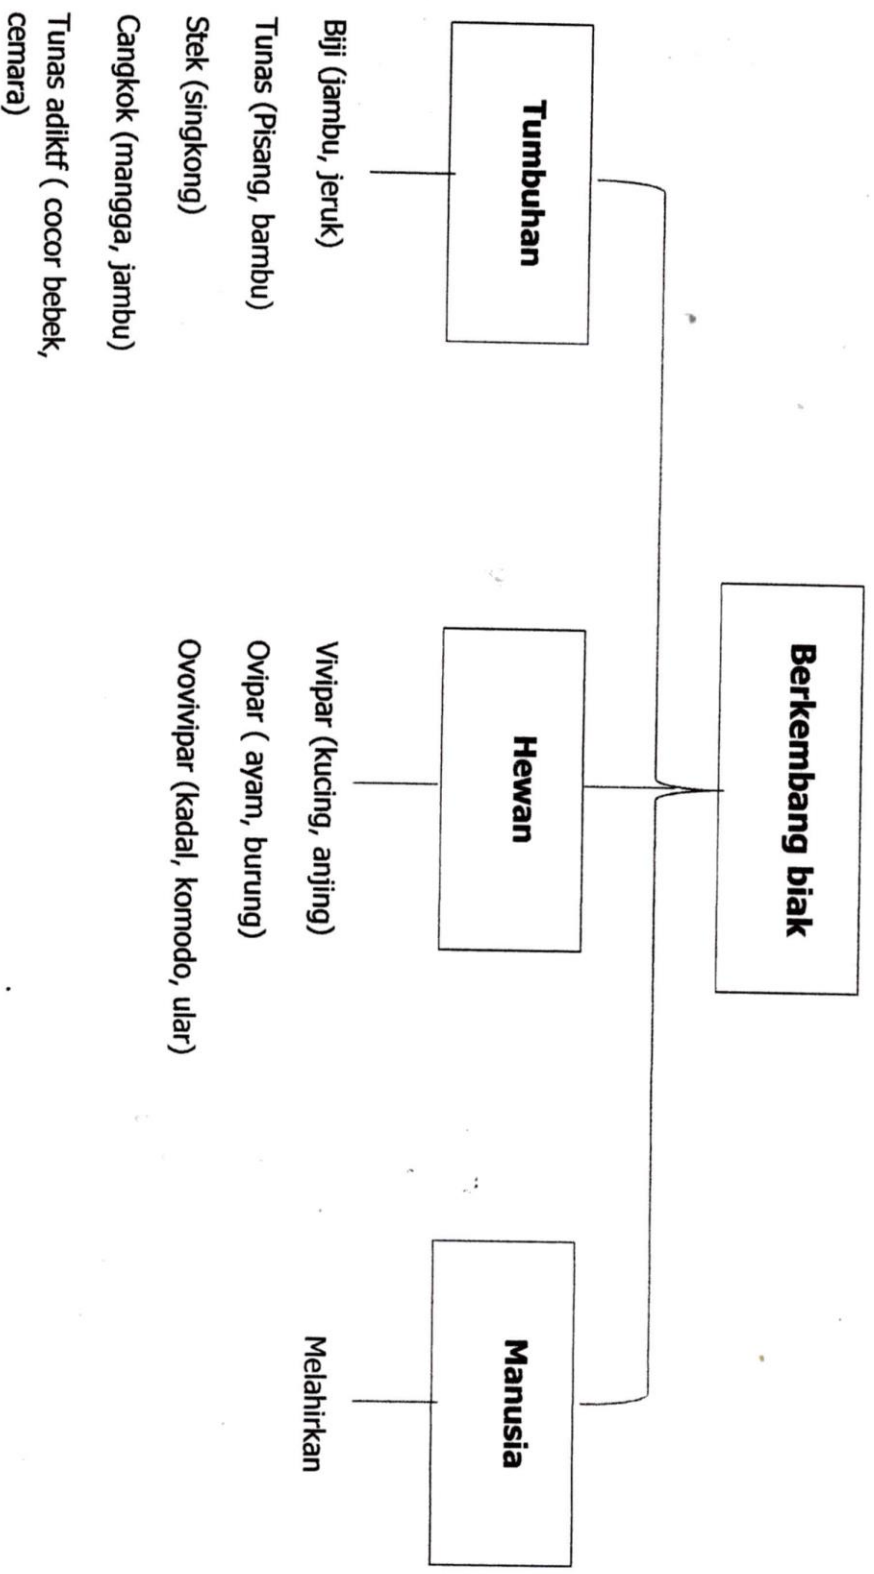 Berkembang biak
Tumbuhan
Biji (jambu, jeruk)
Tunas (Pisang, bambu)
Stek (singkong)
Cangkok (mangga, jambu)
Tunas adiktf ( cocor bebek,
cemara)
Hewan
Vivipar (kucing, anjing)
Ovipar ( ayam, burung)
Ovovivipar (kadal, komodo, ular)
Manusia
Melahirkan